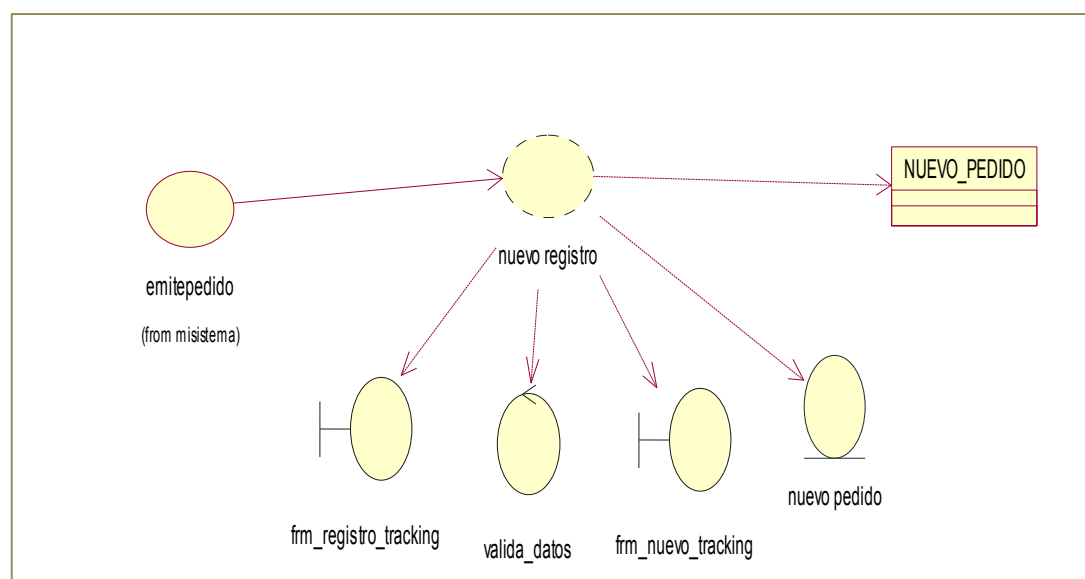 NUEVO_PEDIDO
nuevo registro
emitepedido
(from misistema)
frm_registro_tracking
valida_datos
frm_nuevo_tracking
nuevo pedido